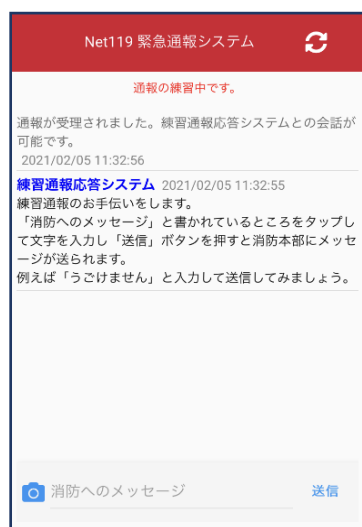 Net119 緊急通報システム
通報の練習中です。
通報が受理されました。練習通報応答システムとの会話が
可能です。
2021/02/05 11:32:56
練習通報応答システム 2021/02/05 11:32:55
練習通報のお手伝いをします。
「消防へのメッセージ」と書かれているところをタップし
て文字を入力し「送信」ボタンを押すと消防本部にメッセ
ージが送られます。
例えば「うごけません」と入力して送信してみましょう。
消防へのメッセージ 送信